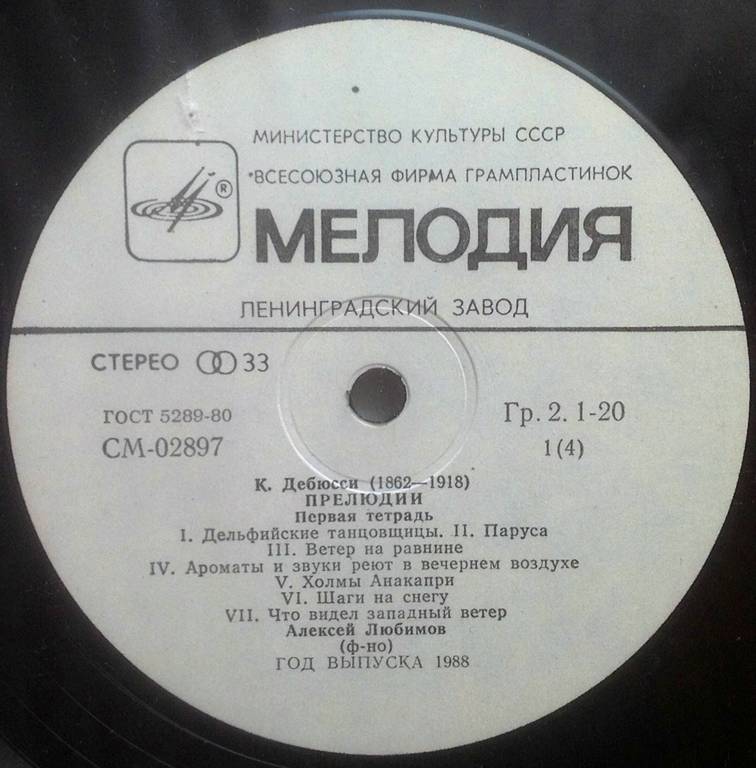 МИНИСТЕРСТВО КУЛЬТУРЫ СССР
ВСЕСОЮЗНАЯ ФИРМА ГРАМПЛАСТИНОК
®
МЕЛОДИЯ
ЛЕНИНГРАДСКИЙ ЗАВОД
СТЕРЕО 33
ГОСТ 5289-80
Гр. 2. 1-20
СМ-02897
1(4)
К. Дебюсси (1862—1918)
ПРЕЛЮДИИ
Первая тетрадь
I. Дельфийские танцовщицы. II. Паруса
III. Ветер на равнине
IV. Ароматы и звуки реют в вечернем воздухе
V. Холмы Анакапри
VI. Шаги на снегу
VII. Что видел западный ветер
Алексей Любимов
(ф-но)
ГОД ВЫПУСКА 1988